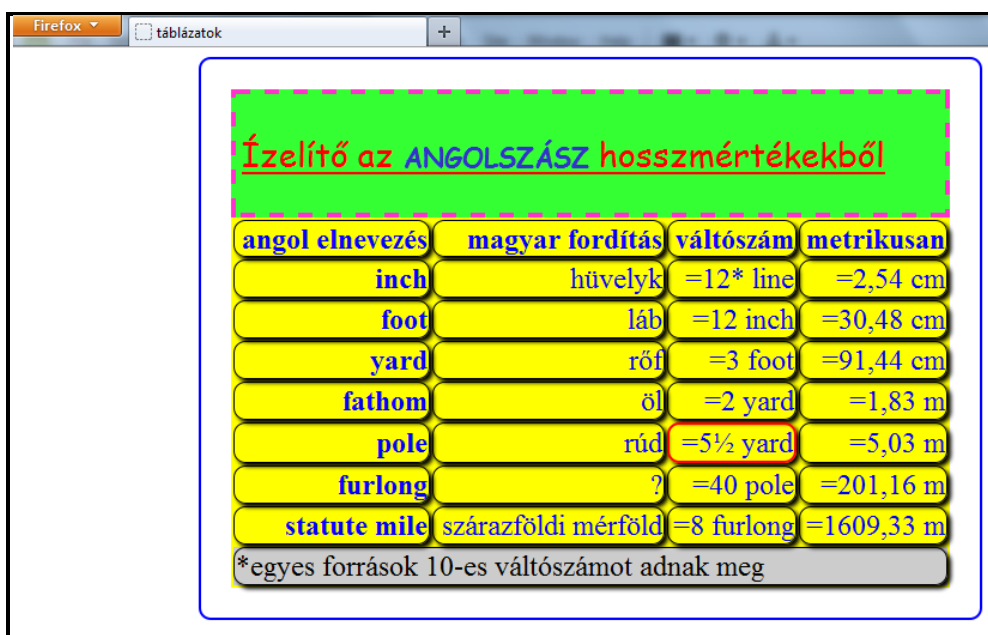 Firefox
táblázatok +
Ízelítő az ANGOLSZÁSZ hosszmértékekből
angol elnevezés magyar fordítás váltószám metrikusan
inch hüvelyk =12* line =2,54 cm
foot láb =12 inch =30,48 cm
yard rőf =3 foot =91,44 cm
fathom öl =2 yard =1,83 m
pole rúd =5½ yard =5,03 m
furlong ? =40 pole =201,16 m
statute mile szárazföldi mérföld =8 furlong =1609,33 m
*egyes források 10-es váltószámot adnak meg